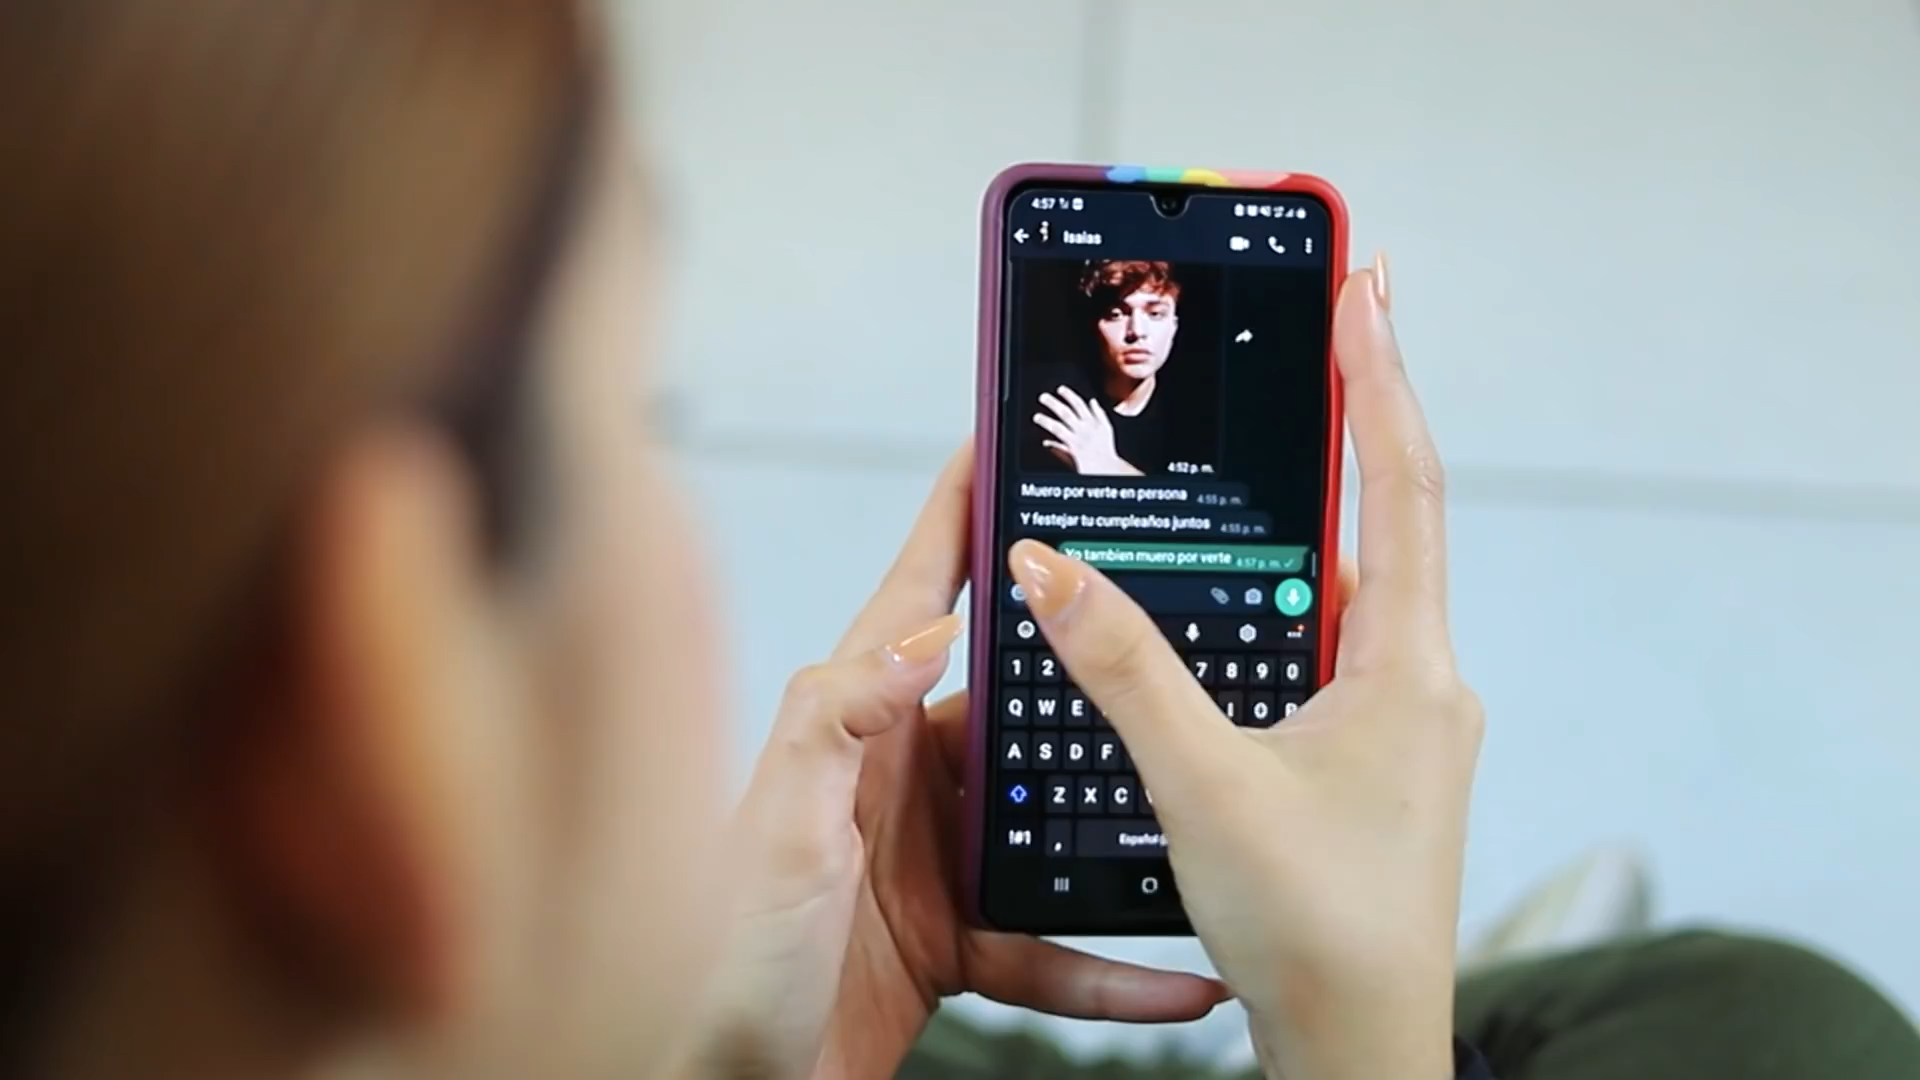 4:57
Isaias
4:52 p. m.
Muero por verte en persona 4:55 p. m.
Y festejar tu cumpleaños juntos 4:55 p. m.
Yo tambien muero por verte 4:57 p. m.
1 2 7 8 9 0
Q W E I O P
A S D F
Z X C
!#1 , Español